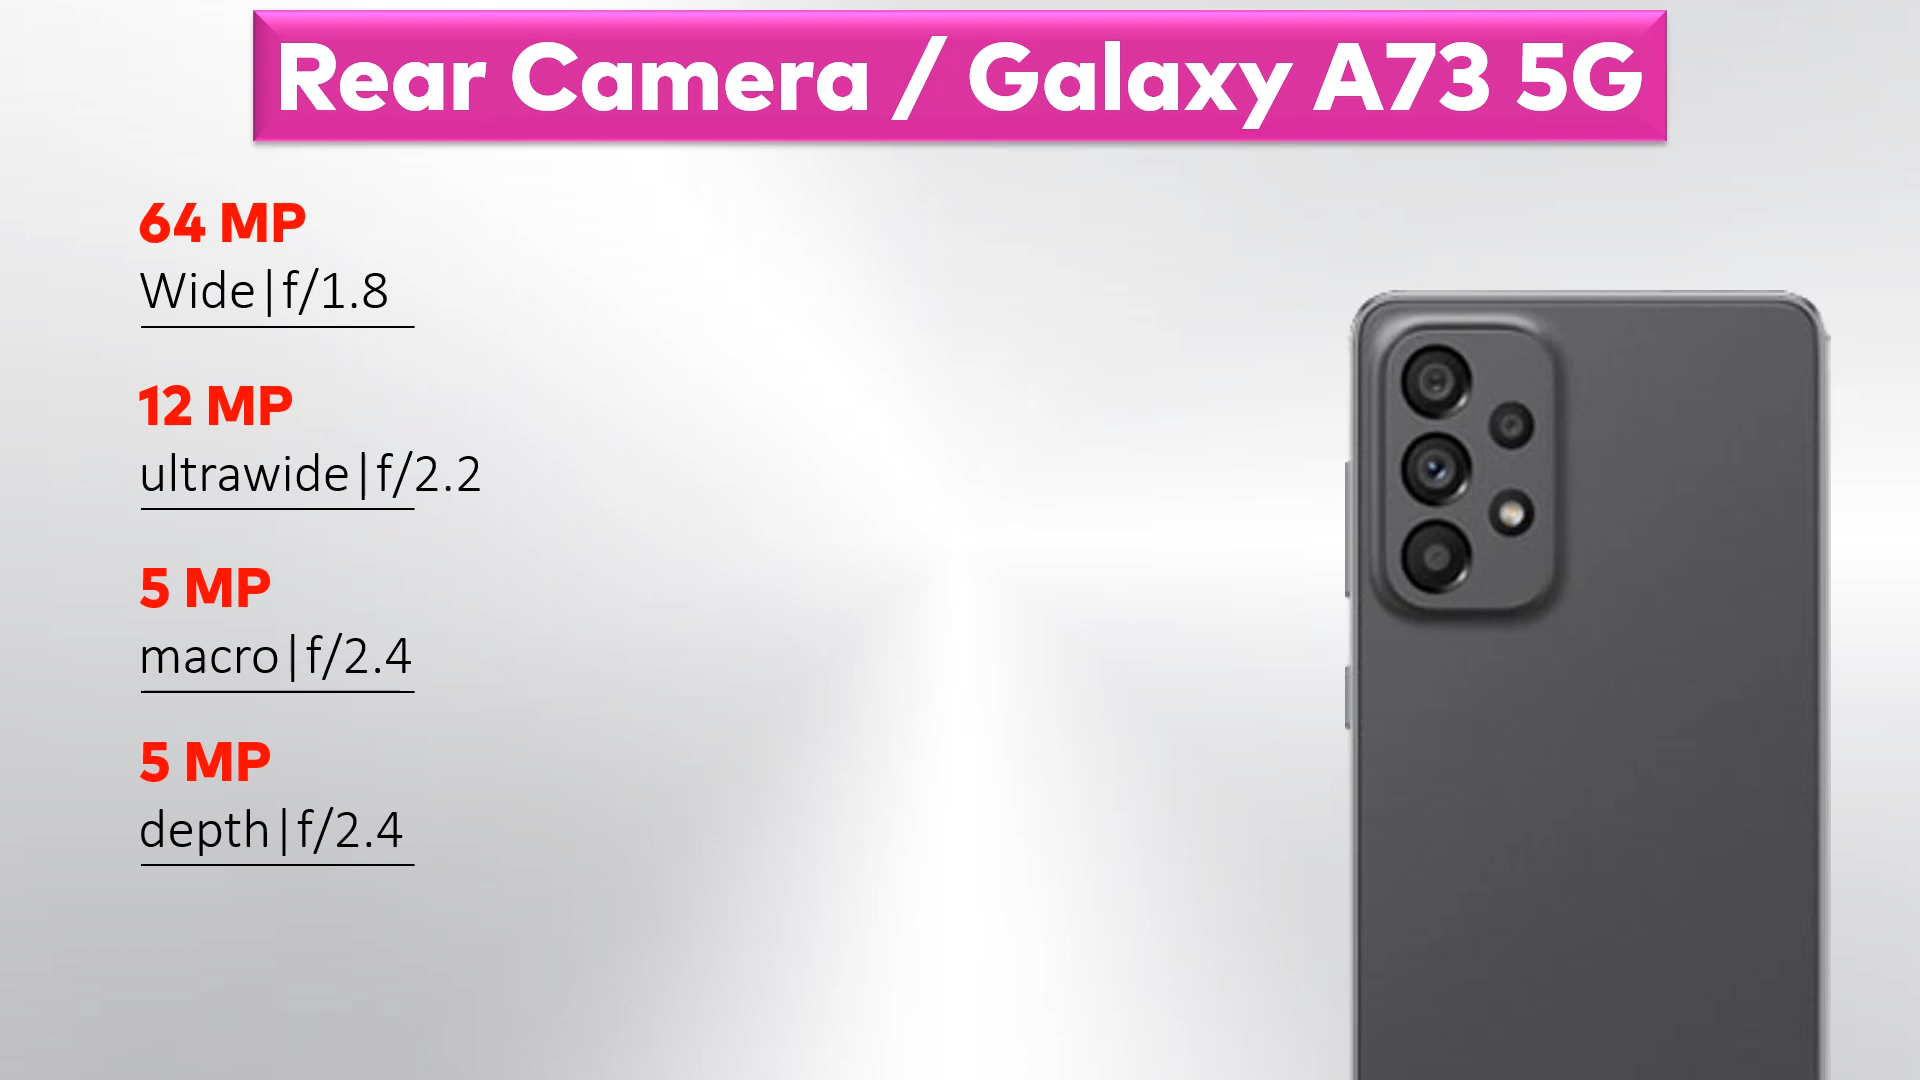 Rear Camera / Galaxy A73 5G
64 MP
Wide|f/1.8
12 MP
ultrawide|f/2.2
5 MP
macro|f/2.4
5 MP
depth|f/2.4